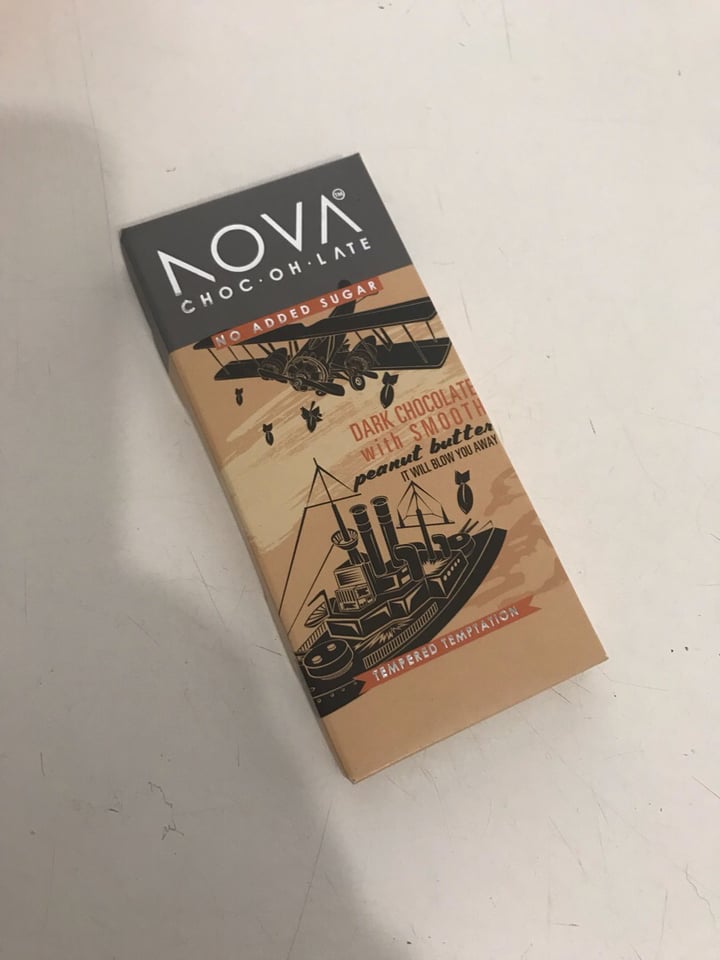 NOVA™
CHOC·OH·LATE
NO ADDED SUGAR
DARK CHOCOLATE
with SMOOTH
peanut butter
IT WILL BLOW YOU AWAY
TEMPERED TEMPTATION